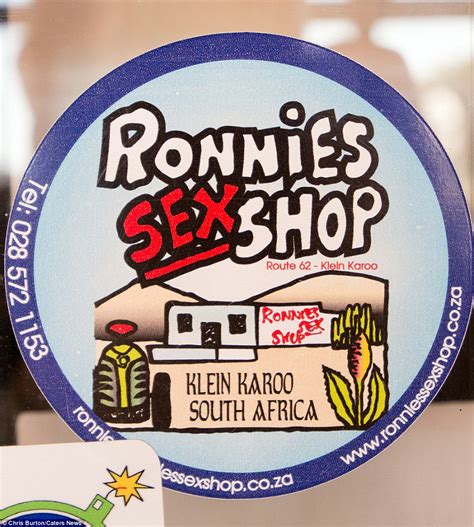 RONNIES
SEX SHOP
Route 62 - Klein Karoo
RONNIES
SEX
SHOP
KLEIN KAROO
SOUTH AFRICA
Tel: 028 572 1153
ronniessexshop.co.za
www.ronniessexshop.co.za
© Chris Burton/Caters News